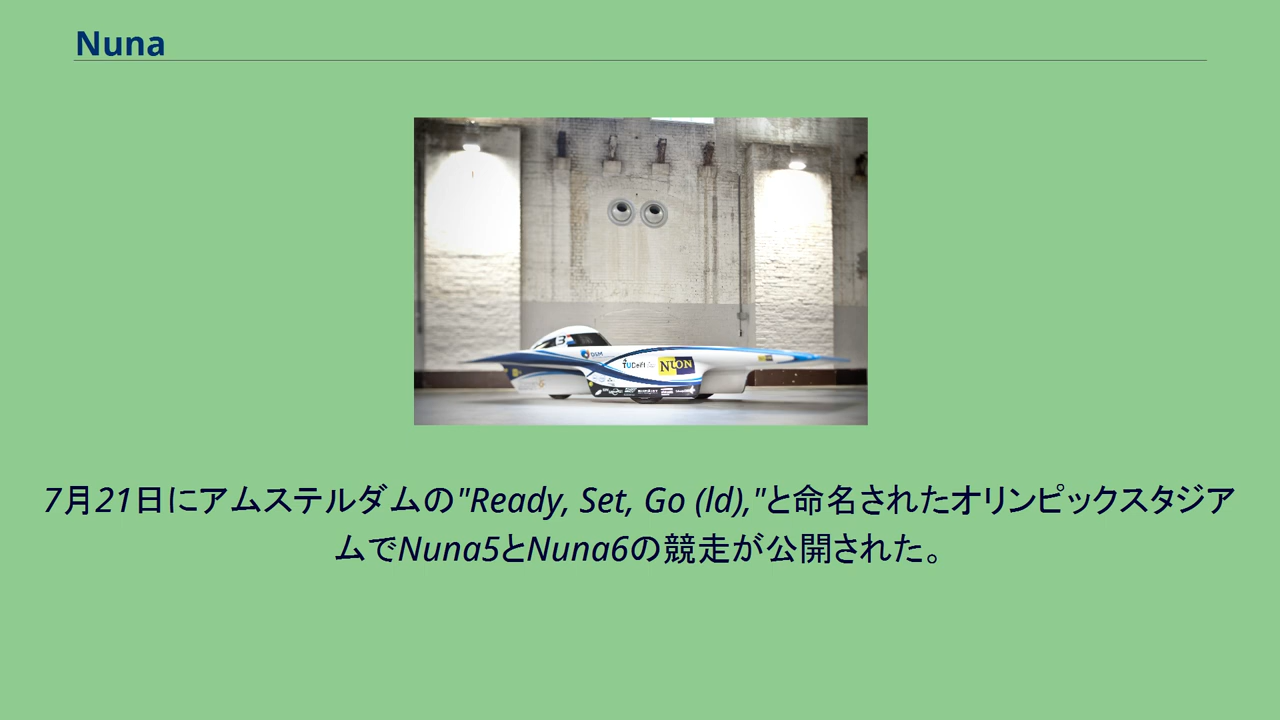 Nuna
DSM
TUDelft
NUON
7月21日にアムステルダムの"Ready, Set, Go (ld),"と命名されたオリンピックスタジア
ムでNuna5とNuna6の競走が公開された。